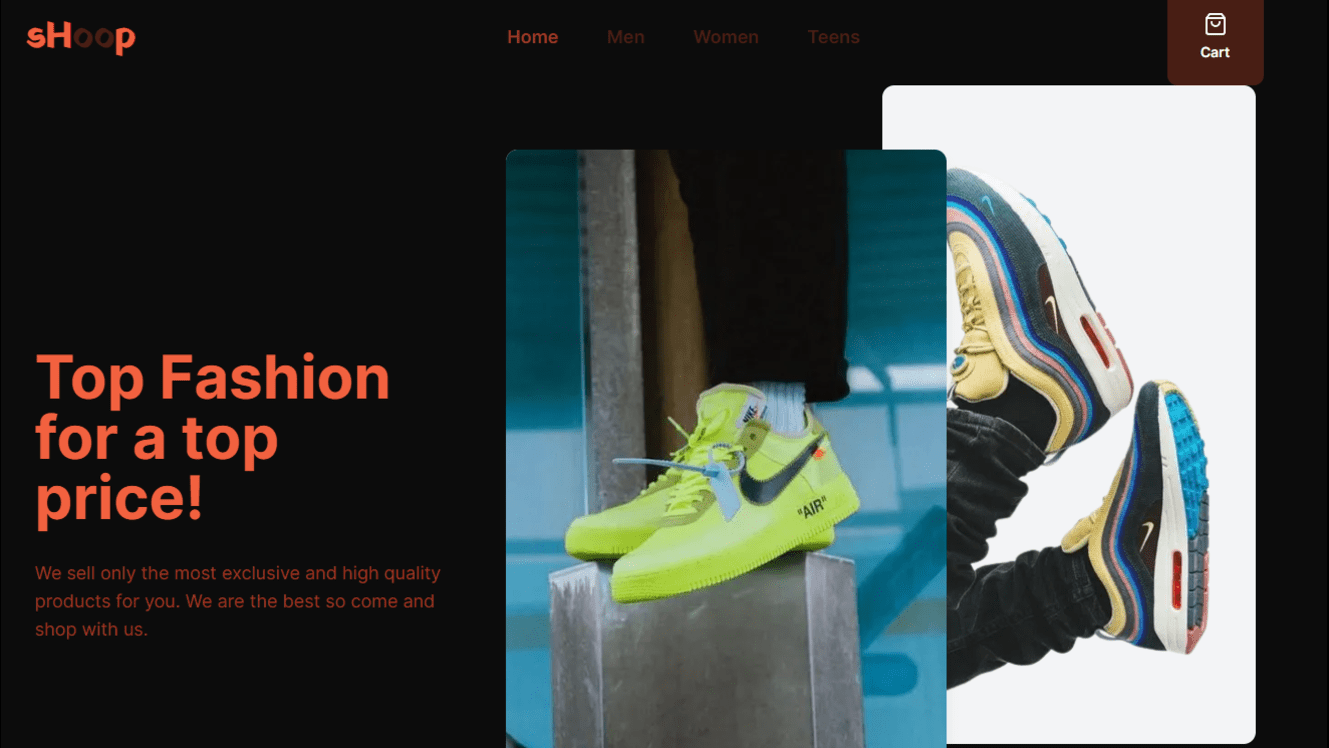 sHoop
Home
Men
Women
Teens
Cart
Top Fashion
for a top
price!
We sell only the most exclusive and high quality
products for you. We are the best so come and
shop with us.
NIKE
"AIR"